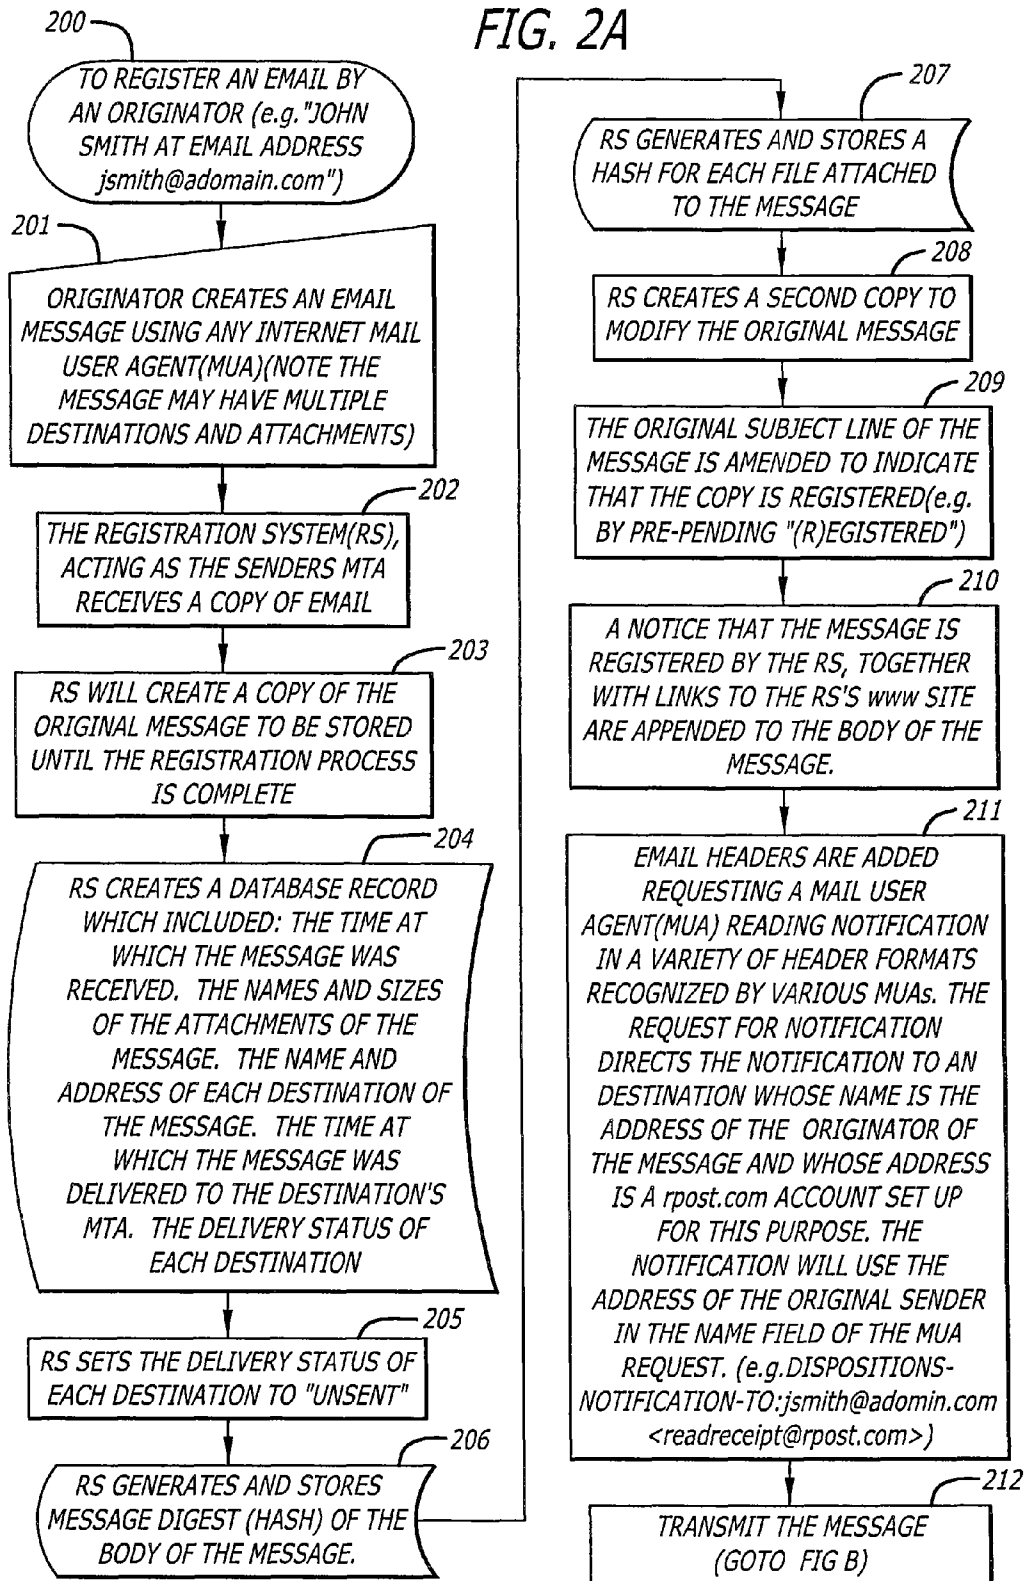 FIG. 2A
200
TO REGISTER AN EMAIL BY
AN ORIGINATOR (e.g."JOHN
SMITH AT EMAIL ADDRESS
jsmith@adomain.com")
201
ORIGINATOR CREATES AN EMAIL
MESSAGE USING ANY INTERNET MAIL
USER AGENT(MUA)(NOTE THE
MESSAGE MAY HAVE MULTIPLE
DESTINATIONS AND ATTACHMENTS)
202
THE REGISTRATION SYSTEM(RS),
ACTING AS THE SENDERS MTA
RECEIVES A COPY OF EMAIL
203
RS WILL CREATE A COPY OF THE
ORIGINAL MESSAGE TO BE STORED
UNTIL THE REGISTRATION PROCESS
IS COMPLETE
204
RS CREATES A DATABASE RECORD
WHICH INCLUDED: THE TIME AT
WHICH THE MESSAGE WAS
RECEIVED. THE NAMES AND SIZES
OF THE ATTACHMENTS OF THE
MESSAGE. THE NAME AND
ADDRESS OF EACH DESTINATION OF
THE MESSAGE. THE TIME AT
WHICH THE MESSAGE WAS
DELIVERED TO THE DESTINATION'S
MTA. THE DELIVERY STATUS OF
EACH DESTINATION
205
RS SETS THE DELIVERY STATUS OF
EACH DESTINATION TO "UNSENT"
206
RS GENERATES AND STORES
MESSAGE DIGEST (HASH) OF THE
BODY OF THE MESSAGE.
207
RS GENERATES AND STORES A
HASH FOR EACH FILE ATTACHED
TO THE MESSAGE
208
RS CREATES A SECOND COPY TO
MODIFY THE ORIGINAL MESSAGE
209
THE ORIGINAL SUBJECT LINE OF THE
MESSAGE IS AMENDED TO INDICATE
THAT THE COPY IS REGISTERED(e.g.
BY PRE-PENDING "(R)EGISTERED")
210
A NOTICE THAT THE MESSAGE IS
REGISTERED BY THE RS, TOGETHER
WITH LINKS TO THE RS'S www SITE
ARE APPENDED TO THE BODY OF THE
MESSAGE.
211
EMAIL HEADERS ARE ADDED
REQUESTING A MAIL USER
AGENT(MUA) READING NOTIFICATION
IN A VARIETY OF HEADER FORMATS
RECOGNIZED BY VARIOUS MUAs. THE
REQUEST FOR NOTIFICATION
DIRECTS THE NOTIFICATION TO AN
DESTINATION WHOSE NAME IS THE
ADDRESS OF THE ORIGINATOR OF
THE MESSAGE AND WHOSE ADDRESS
IS A rpost.com ACCOUNT SET UP
FOR THIS PURPOSE. THE
NOTIFICATION WILL USE THE
ADDRESS OF THE ORIGINAL SENDER
IN THE NAME FIELD OF THE MUA
REQUEST. (e.g.DISPOSITIONS-
NOTIFICATION-TO:jsmith@adomin.com
<readreceipt@rpost.com>)
212
TRANSMIT THE MESSAGE
(GOTO FIG B)